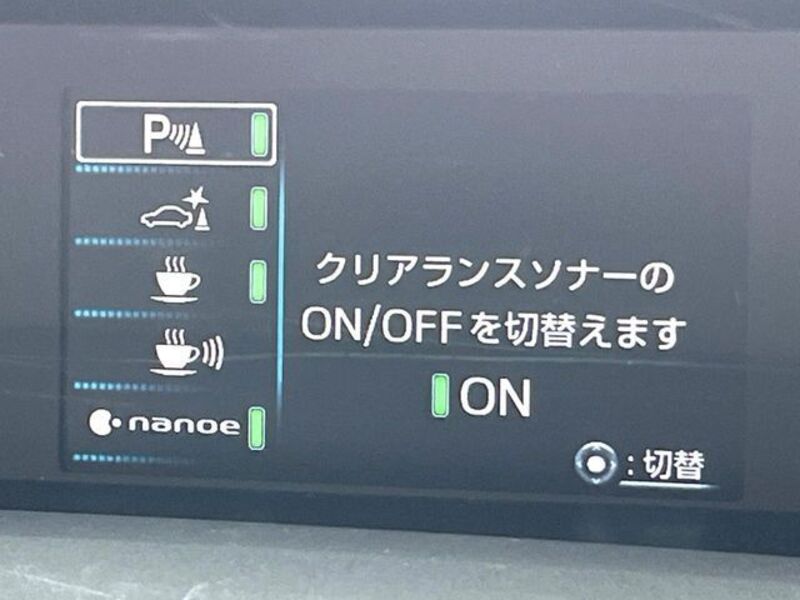 P
nanoe
クリアランスソナーの
ON/OFFを切替えます
ON
:切替